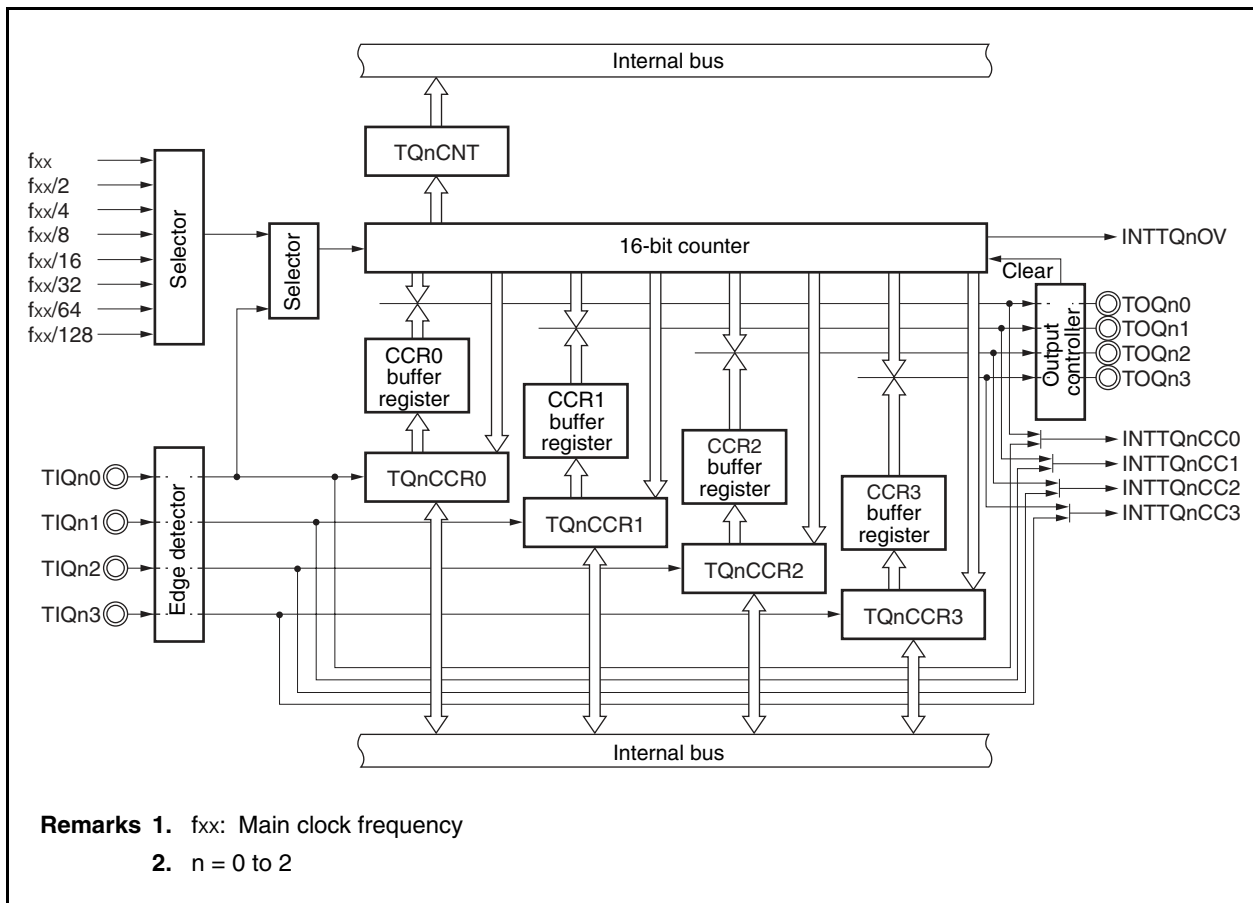 Internal bus
TQnCNT
fxx
fxx/2
fxx/4
fxx/8
fxx/16
fxx/32
fxx/64
fxx/128
Selector
Selector
16-bit counter
INTTQnOV
Clear
Output
controller
TOQn0
TOQn1
TOQn2
TOQn3
CCR0
buffer
register
CCR1
buffer
register
CCR2
buffer
register
CCR3
buffer
register
INTTQnCC0
INTTQnCC1
INTTQnCC2
INTTQnCC3
TIQn0
TIQn1
TIQn2
TIQn3
Edge detector
TQnCCR0
TQnCCR1
TQnCCR2
TQnCCR3
Internal bus
Remarks 1. fxx: Main clock frequency
2. n = 0 to 2